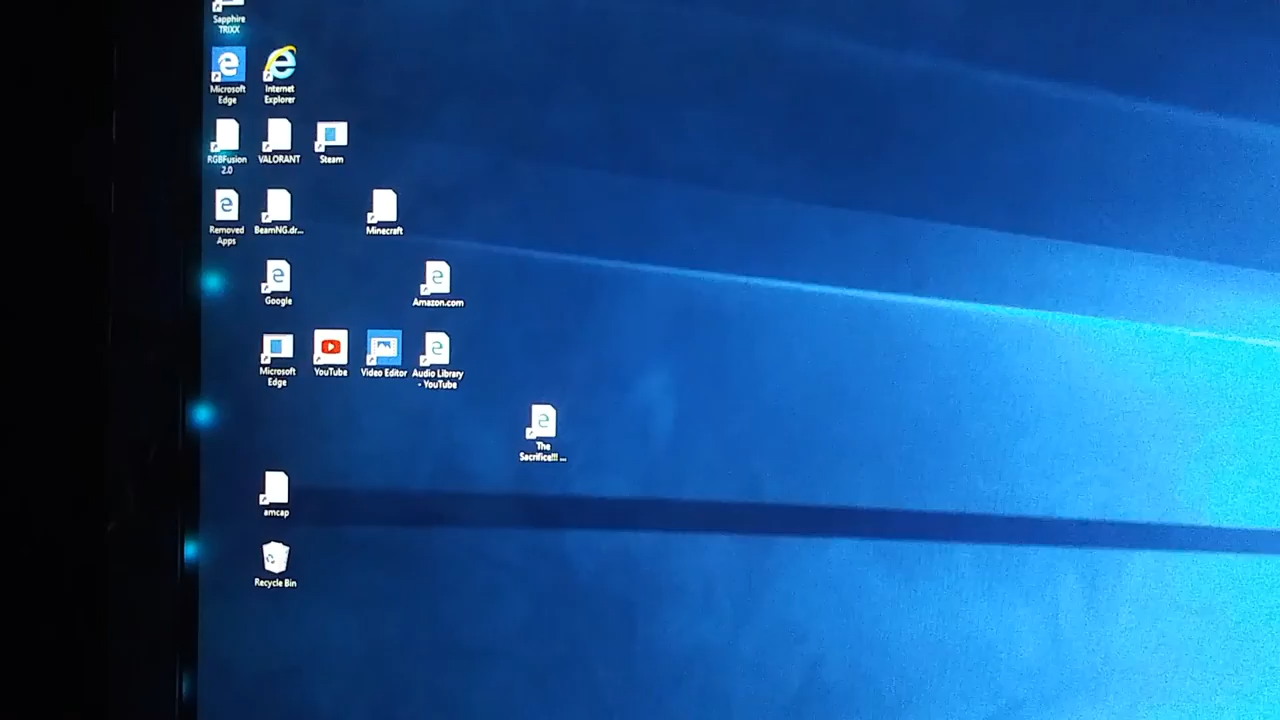 Sapphire
TRIXX
Microsoft
Edge
Internet
Explorer
RGBFusion
2.0
VALORANT
Steam
Removed
Apps
BeamNG.dr...
Minecraft
Google
Amazon.com
Microsoft
Edge
YouTube
Video Editor
Audio Library
- YouTube
The
Sacrifice!!! ...
amcap
Recycle Bin